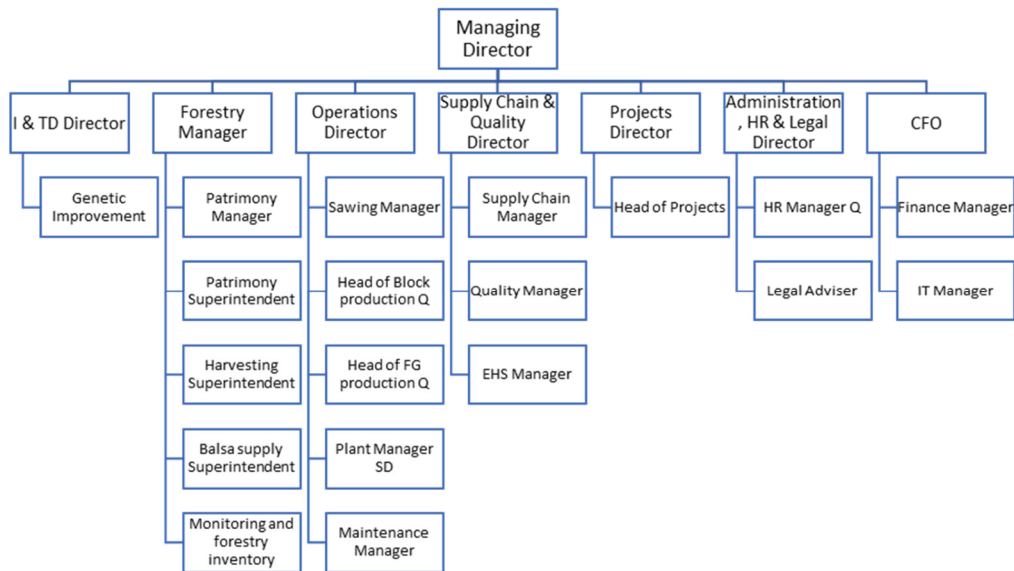 Managing
Director
I & TD Director
Forestry
Manager
Operations
Director
Supply Chain &
Quality
Director
Projects
Director
Administration
, HR & Legal
Director
CFO
Genetic
Improvement
Patrimony
Manager
Sawing Manager
Supply Chain
Manager
Head of Projects
HR Manager Q
Finance Manager
Patrimony
Superintendent
Head of Block
production Q
Quality Manager
Legal Adviser
IT Manager
Harvesting
Superintendent
Head of FG
production Q
EHS Manager
Balsa supply
Superintendent
Plant Manager
SD
Monitoring and
forestry
inventory
Maintenance
Manager